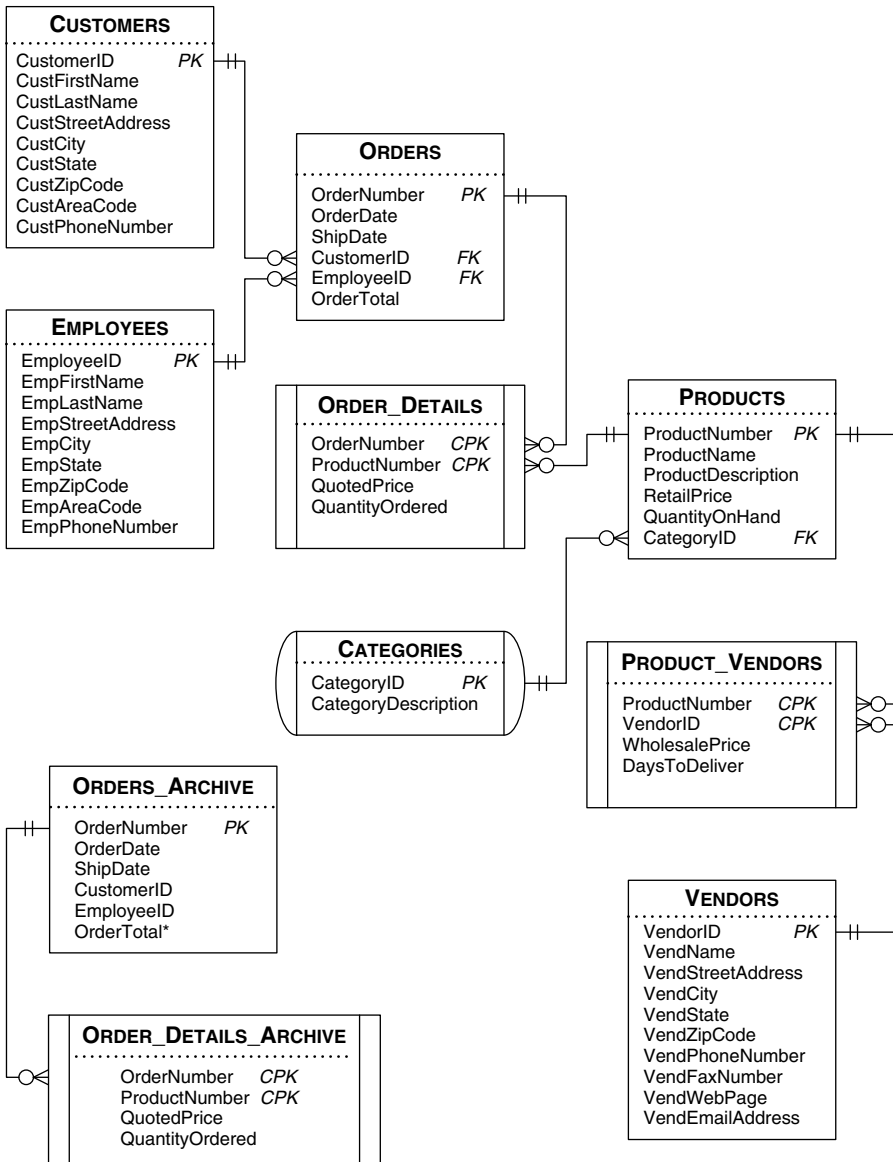 CUSTOMERS
CustomerID PK
CustFirstName
CustLastName
CustStreetAddress
CustCity
CustState
CustZipCode
CustAreaCode
CustPhoneNumber
ORDERS
OrderNumber PK
OrderDate
ShipDate
CustomerID FK
EmployeeID FK
OrderTotal
EMPLOYEES
EmployeeID PK
EmpFirstName
EmpLastName
EmpStreetAddress
EmpCity
EmpState
EmpZipCode
EmpAreaCode
EmpPhoneNumber
ORDER_DETAILS
OrderNumber CPK
ProductNumber CPK
QuotedPrice
QuantityOrdered
PRODUCTS
ProductNumber PK
ProductName
ProductDescription
RetailPrice
QuantityOnHand
CategoryID FK
CATEGORIES
CategoryID PK
CategoryDescription
PRODUCT_VENDORS
ProductNumber CPK
VendorID CPK
WholesalePrice
DaysToDeliver
ORDERS_ARCHIVE
OrderNumber PK
OrderDate
ShipDate
CustomerID
EmployeeID
OrderTotal*
VENDORS
VendorID PK
VendName
VendStreetAddress
VendCity
VendState
VendZipCode
VendPhoneNumber
VendFaxNumber
VendWebPage
VendEmailAddress
ORDER_DETAILS_ARCHIVE
OrderNumber CPK
ProductNumber CPK
QuotedPrice
QuantityOrdered